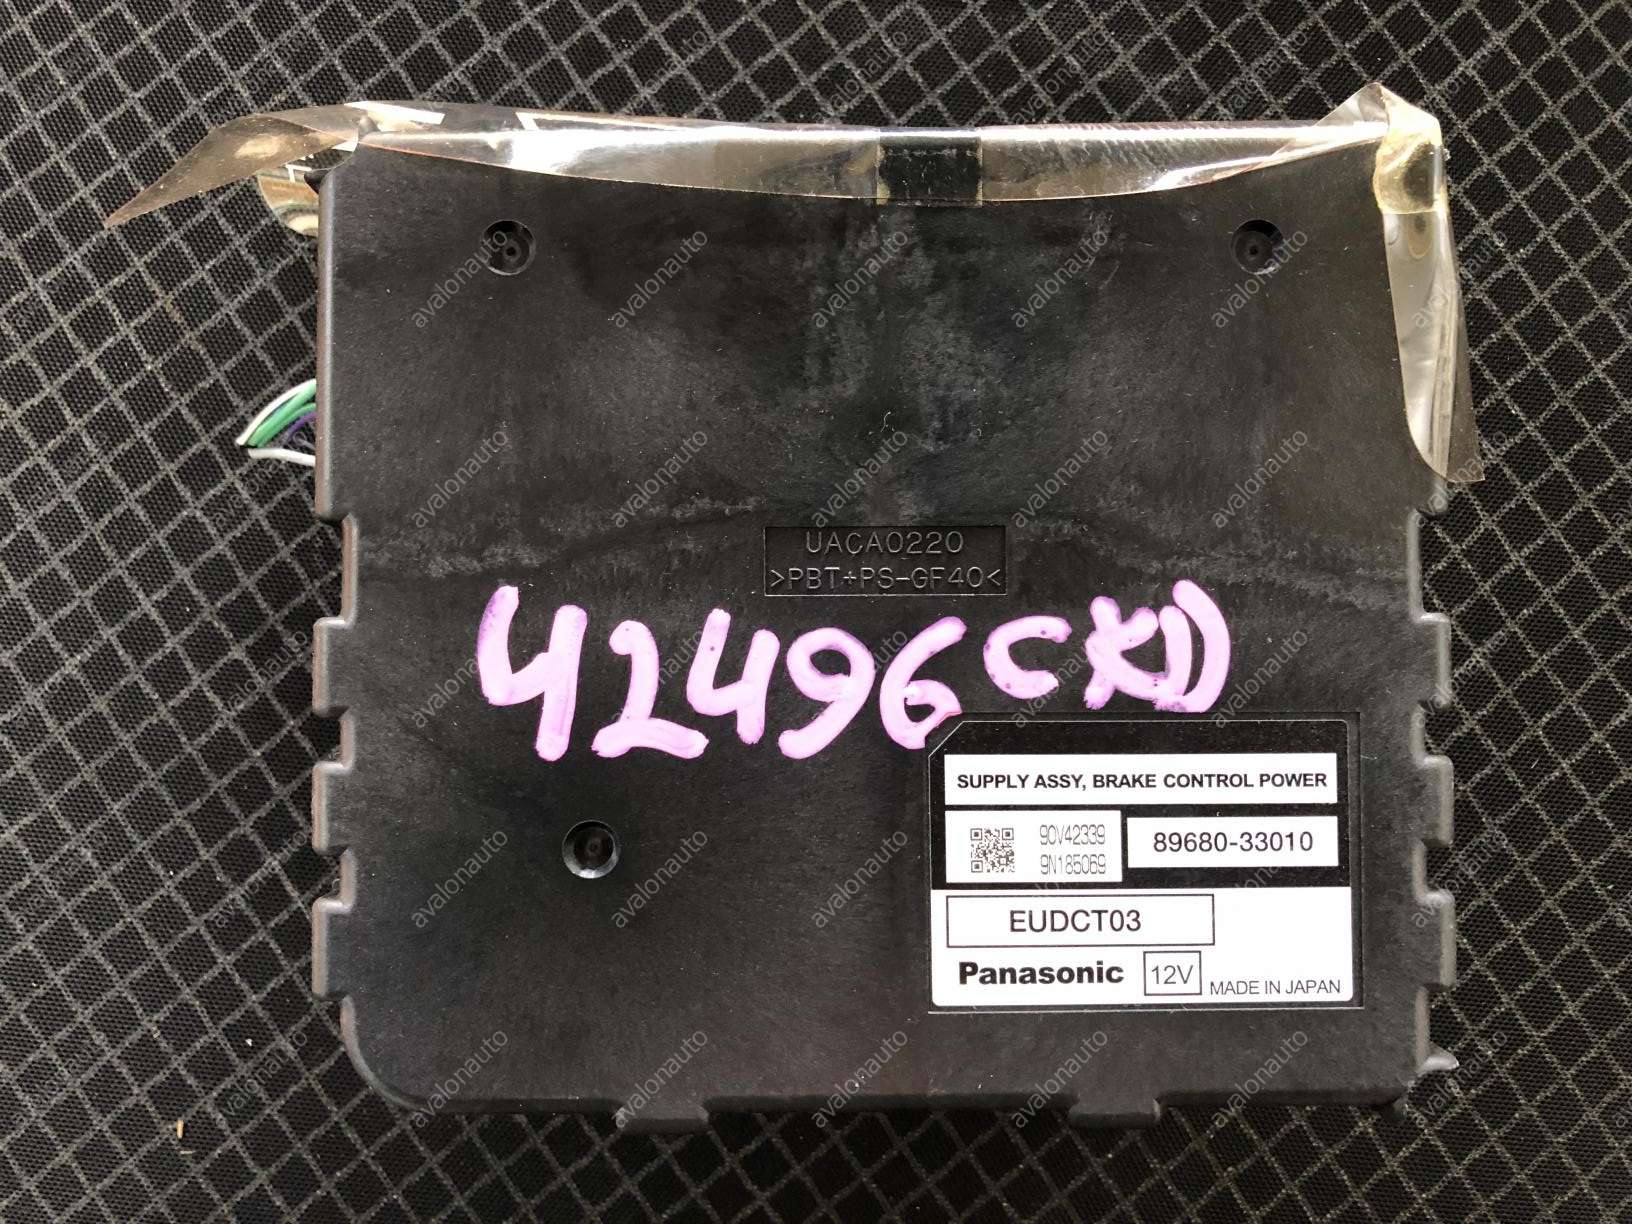 UACA0220
>PBT+PS-GF40<
42496
SUPPLY ASSY, BRAKE CONTROL POWER
90V42339
9N185069
89680-33010
EUDCT03
Panasonic
12V
MADE IN JAPAN
avalonauto